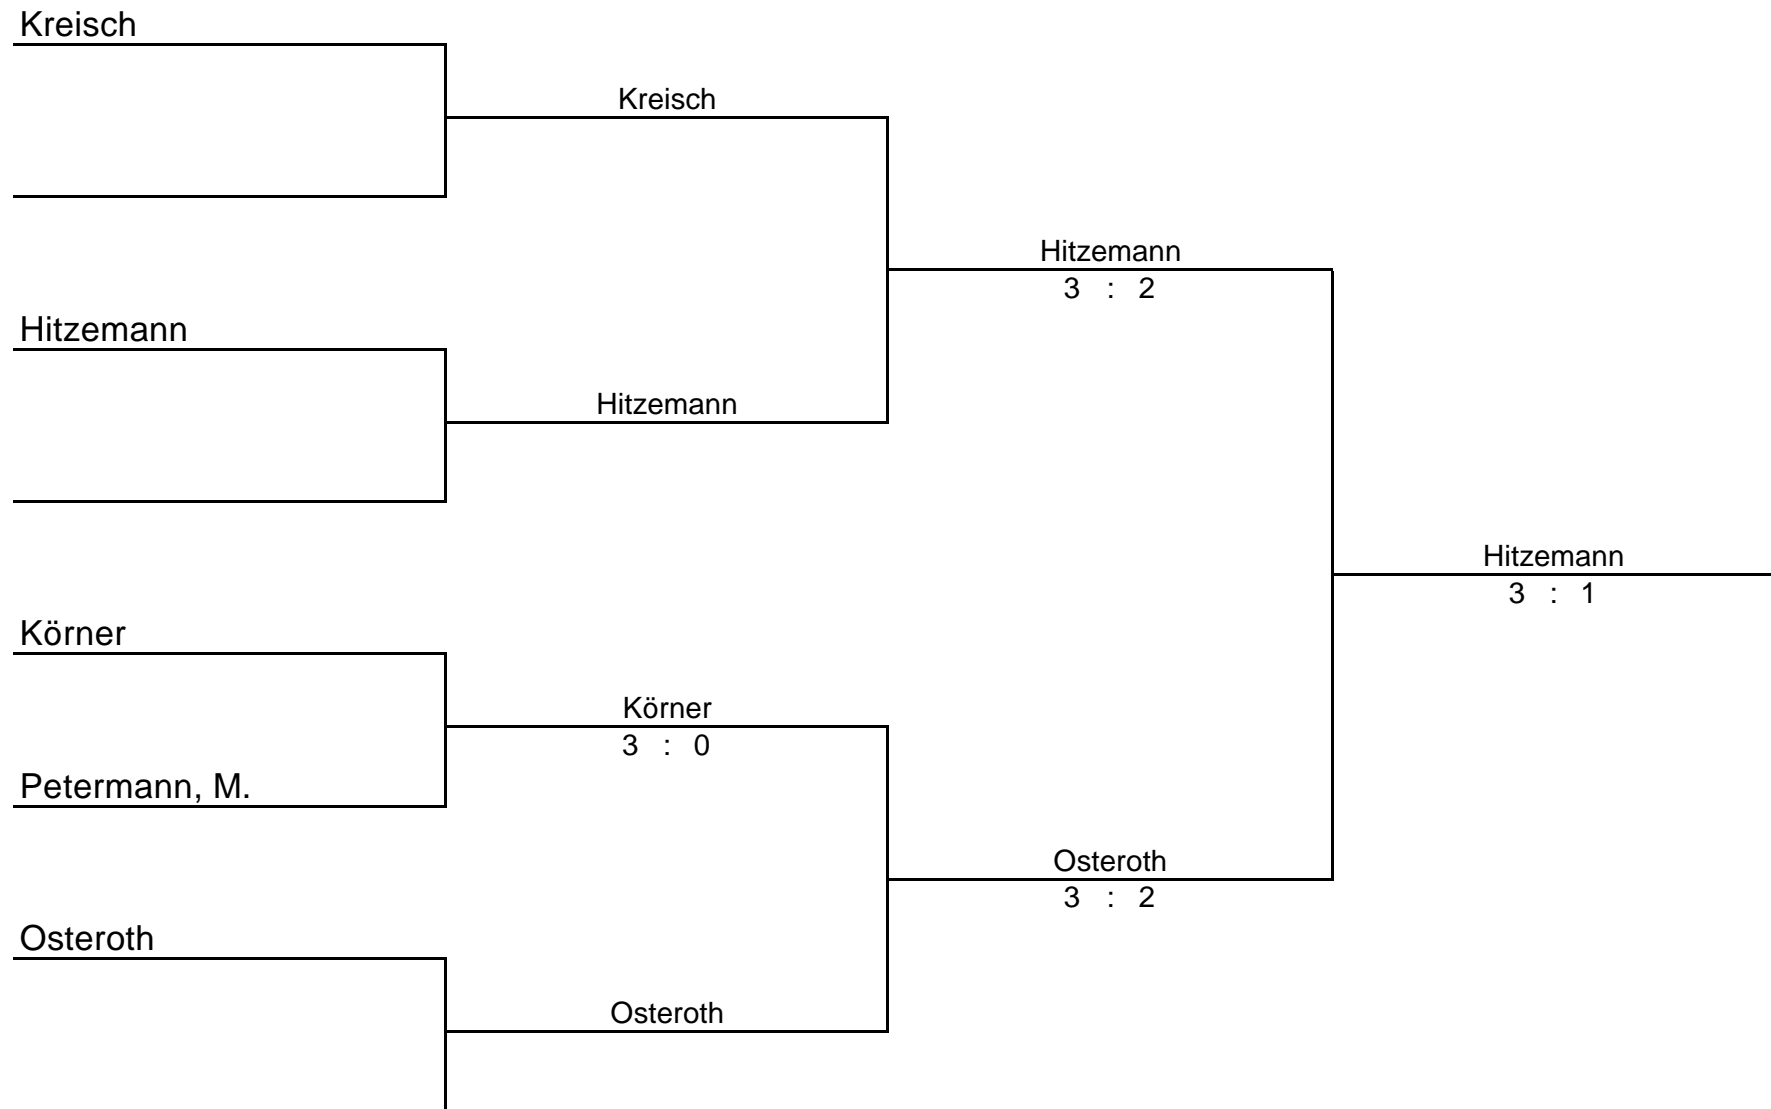 Kreisch
Kreisch
Hitzemann
3 : 2
Hitzemann
Hitzemann
Hitzemann
3 : 1
Körner
Körner
3 : 0
Petermann, M.
Osteroth
3 : 2
Osteroth
Osteroth